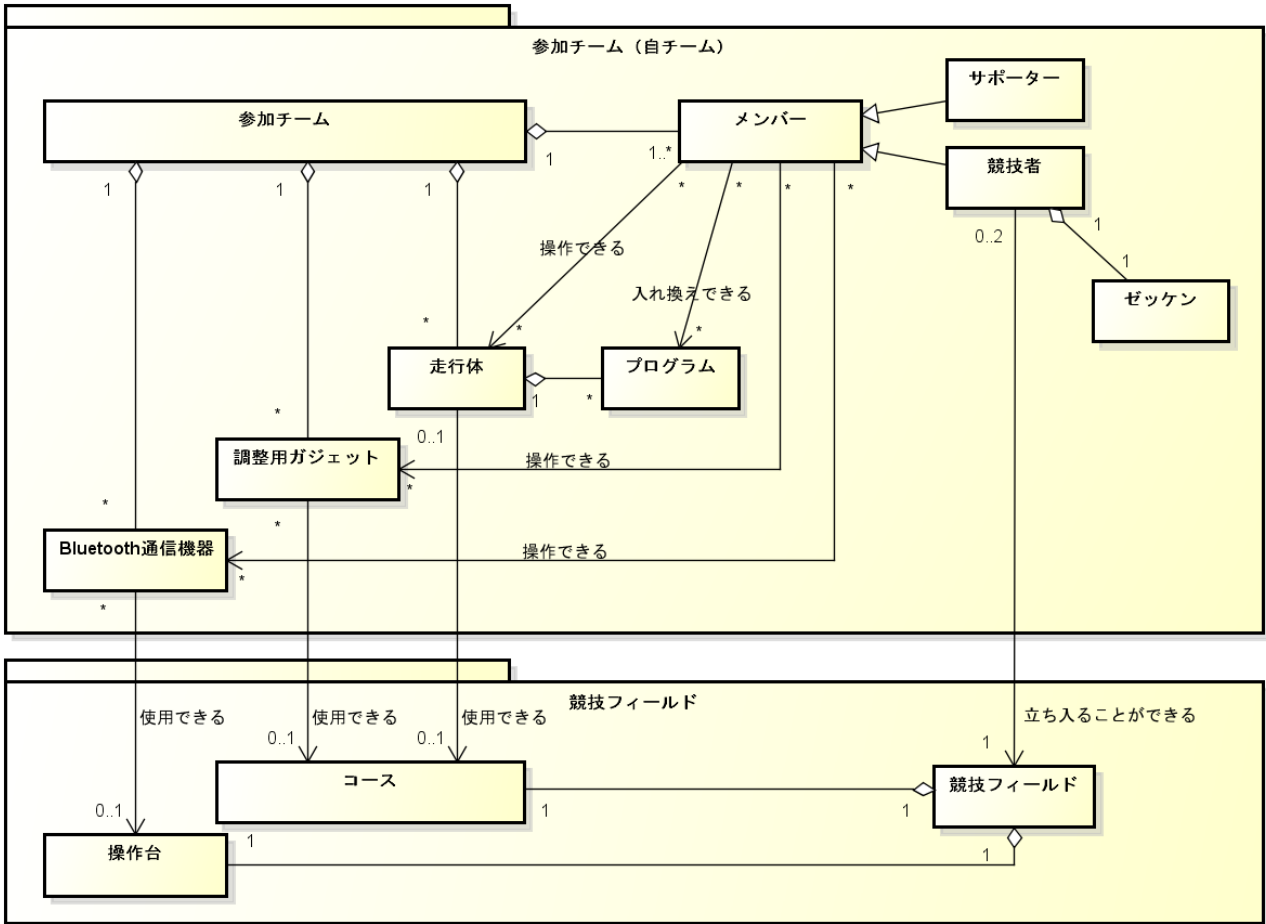 参加チーム（自チーム）
サポーター
参加チーム
メンバー
1
1..*
競技者
1
1
1
*
*
*
*
0..2
1
1
操作できる
入れ換えできる
ゼッケン
*
*
*
走行体
プログラム
1
*
*
0..1
調整用ガジェット
操作できる
*
*
*
Bluetooth通信機器
操作できる
*
*
競技フィールド
使用できる
使用できる
使用できる
立ち入ることができる
0..1
0..1
1
コース
競技フィールド
1
1
0..1
1
操作台
1